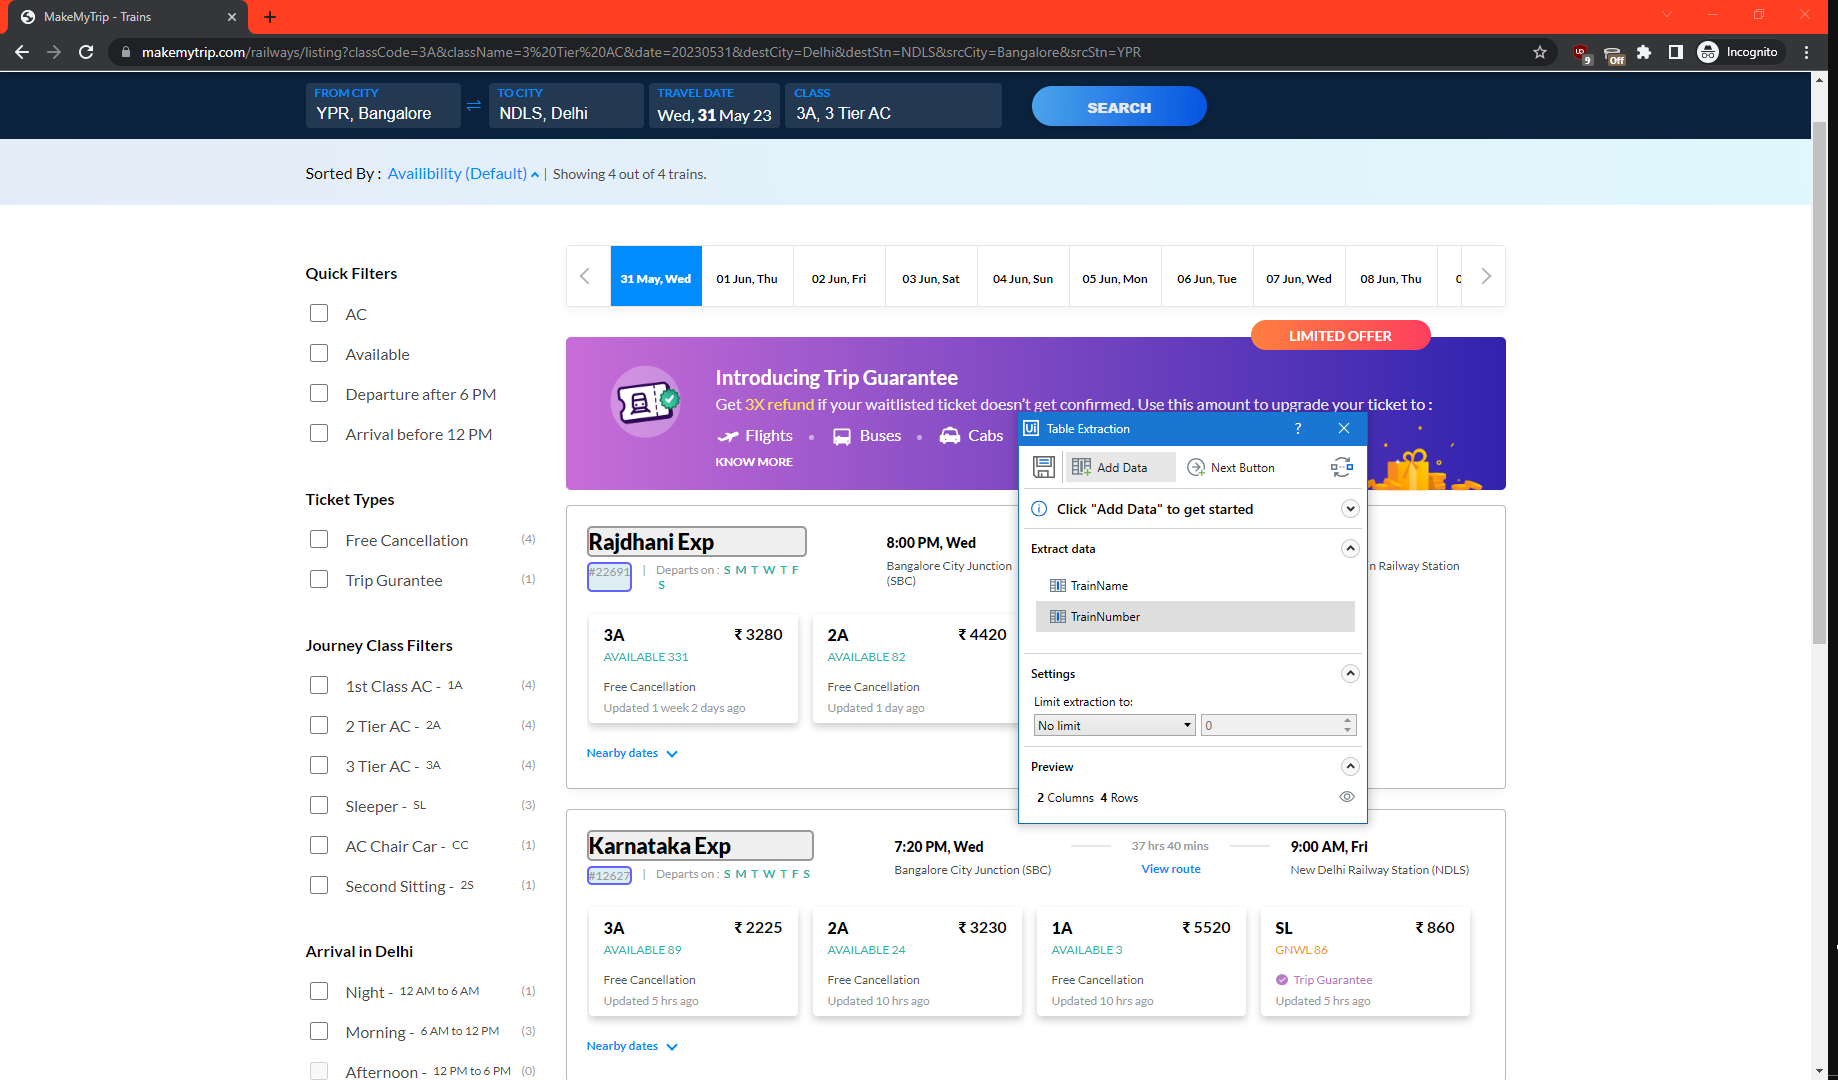 MakeMyTrip - Trains
makemytrip.com/railways/listing?classCode=3A&className=3%20Tier%20AC&date=20230531&destCity=Delhi&destStn=NDLS&srcCity=Bangalore&srcStn=YPR
UD
9
Off
Incognito
FROM CITY
YPR, Bangalore
TO CITY
NDLS, Delhi
TRAVEL DATE
Wed, 31 May 23
CLASS
3A, 3 Tier AC
SEARCH
Sorted By : Availibility (Default) | Showing 4 out of 4 trains.
Quick Filters
AC
Available
Departure after 6 PM
Arrival before 12 PM
Ticket Types
Free Cancellation (4)
Trip Gurantee (1)
Journey Class Filters
1st Class AC - 1A (4)
2 Tier AC - 2A (4)
3 Tier AC - 3A (4)
Sleeper - SL (3)
AC Chair Car - CC (1)
Second Sitting - 2S (1)
Arrival in Delhi
Night - 12 AM to 6 AM (1)
Morning - 6 AM to 12 PM (3)
Afternoon - 12 PM to 6 PM (0)
31 May, Wed 01 Jun, Thu 02 Jun, Fri 03 Jun, Sat 04 Jun, Sun 05 Jun, Mon 06 Jun, Tue 07 Jun, Wed 08 Jun, Thu 0
LIMITED OFFER
Introducing Trip Guarantee
Get 3X refund if your waitlisted ticket doesn't get confirmed. Use this amount to upgrade your ticket to :
Flights • Buses • Cabs
KNOW MORE
Rajdhani Exp
#22691 | Departs on : S M T W T F
S
8:00 PM, Wed
Bangalore City Junction
(SBC)
n Railway Station
3A ₹ 3280
AVAILABLE 331
Free Cancellation
Updated 1 week 2 days ago
2A ₹ 4420
AVAILABLE 82
Free Cancellation
Updated 1 day ago
Nearby dates
Ui Table Extraction ?
Add Data
Next Button
Click "Add Data" to get started
Extract data
TrainName
TrainNumber
Settings
Limit extraction to:
No limit
0
Preview
2 Columns 4 Rows
Karnataka Exp
#12627 | Departs on : S M T W T F S
7:20 PM, Wed
Bangalore City Junction (SBC)
37 hrs 40 mins
View route
9:00 AM, Fri
New Delhi Railway Station (NDLS)
3A ₹ 2225
AVAILABLE 89
Free Cancellation
Updated 5 hrs ago
2A ₹ 3230
AVAILABLE 24
Free Cancellation
Updated 10 hrs ago
1A ₹ 5520
AVAILABLE 3
Free Cancellation
Updated 10 hrs ago
SL ₹ 860
GNWL 86
Trip Guarantee
Updated 5 hrs ago
Nearby dates